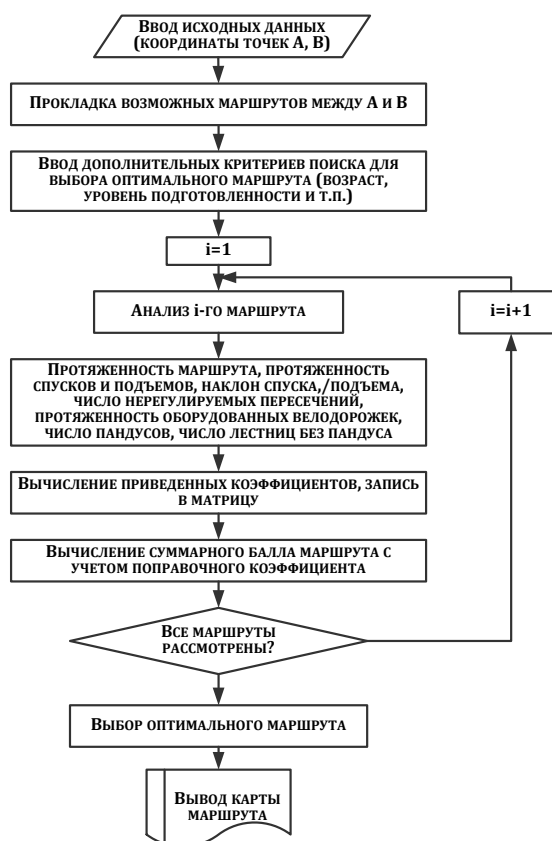 Ввод исходных данных
(координаты точек А, В)
Прокладка возможных маршрутов между А и В
Ввод дополнительных критериев поиска для
выбора оптимального маршрута (возраст,
уровень подготовленности и т.п.)
i=1
Анализ i-го маршрута
i=i+1
Протяженность маршрута, протяженность
спусков и подъемов, наклон спуска,/подъема,
число нерегулируемых пересечений,
протяженность оборудованных велодорожек,
число пандусов, число лестниц без пандуса
Вычисление приведенных коэффициентов, запись
в матрицу
Вычисление суммарного балла маршрута с
учетом поправочного коэффициента
Все маршруты
рассмотрены?
Выбор оптимального маршрута
Вывод карты
маршрута